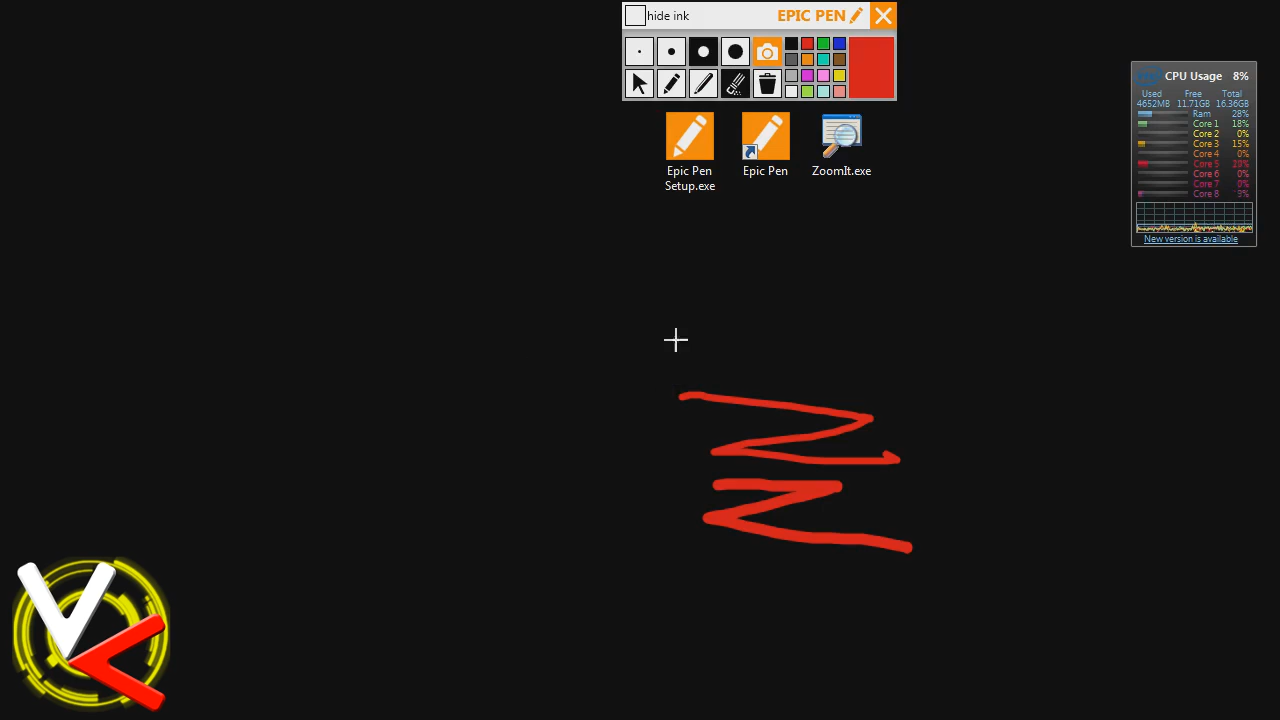 hide ink
EPIC PEN
Epic Pen
Setup.exe
Epic Pen
ZoomIt.exe
CPU Usage 8%
Used Free Total
4652MB 11.71GB 16.36GB
Ram 28%
Core 1 18%
Core 2 0%
Core 3 15%
Core 4 0%
Core 5 20%
Core 6 0%
Core 7 0%
Core 8 3%
New version is available